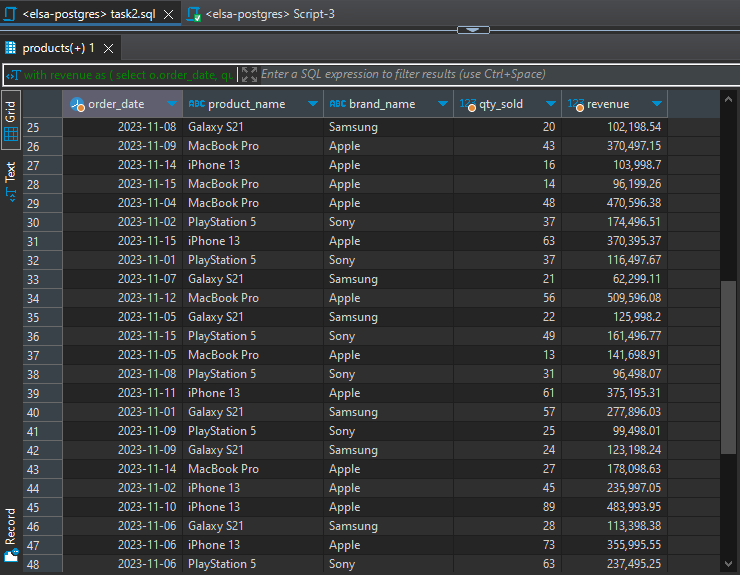 <elsa-postgres> task2.sql <elsa-postgres> Script-3
products(+) 1
with revenue as ( select o.order_date, qu Enter a SQL expression to filter results (use Ctrl+Space)
Grid
Text
Record
order_date ABC product_name ABC brand_name 123 qty_sold 123 revenue
25 2023-11-08 Galaxy S21 Samsung 20 102,198.54
26 2023-11-09 MacBook Pro Apple 43 370,497.15
27 2023-11-14 iPhone 13 Apple 16 103,998.7
28 2023-11-15 MacBook Pro Apple 14 96,199.26
29 2023-11-04 MacBook Pro Apple 48 470,596.38
30 2023-11-02 PlayStation 5 Sony 37 174,496.51
31 2023-11-15 iPhone 13 Apple 63 370,395.37
32 2023-11-01 PlayStation 5 Sony 37 116,497.67
33 2023-11-07 Galaxy S21 Samsung 21 62,299.11
34 2023-11-12 MacBook Pro Apple 56 509,596.08
35 2023-11-05 Galaxy S21 Samsung 22 125,998.2
36 2023-11-15 PlayStation 5 Sony 49 161,496.77
37 2023-11-05 MacBook Pro Apple 13 141,698.91
38 2023-11-08 PlayStation 5 Sony 31 96,498.07
39 2023-11-11 iPhone 13 Apple 61 375,195.31
40 2023-11-01 Galaxy S21 Samsung 57 277,896.03
41 2023-11-09 PlayStation 5 Sony 25 99,498.01
42 2023-11-09 Galaxy S21 Samsung 24 123,198.24
43 2023-11-14 MacBook Pro Apple 27 178,098.63
44 2023-11-02 iPhone 13 Apple 45 235,997.05
45 2023-11-10 iPhone 13 Apple 89 483,993.95
46 2023-11-06 Galaxy S21 Samsung 28 113,398.38
47 2023-11-06 iPhone 13 Apple 73 355,995.55
48 2023-11-06 PlayStation 5 Sony 63 237,495.25